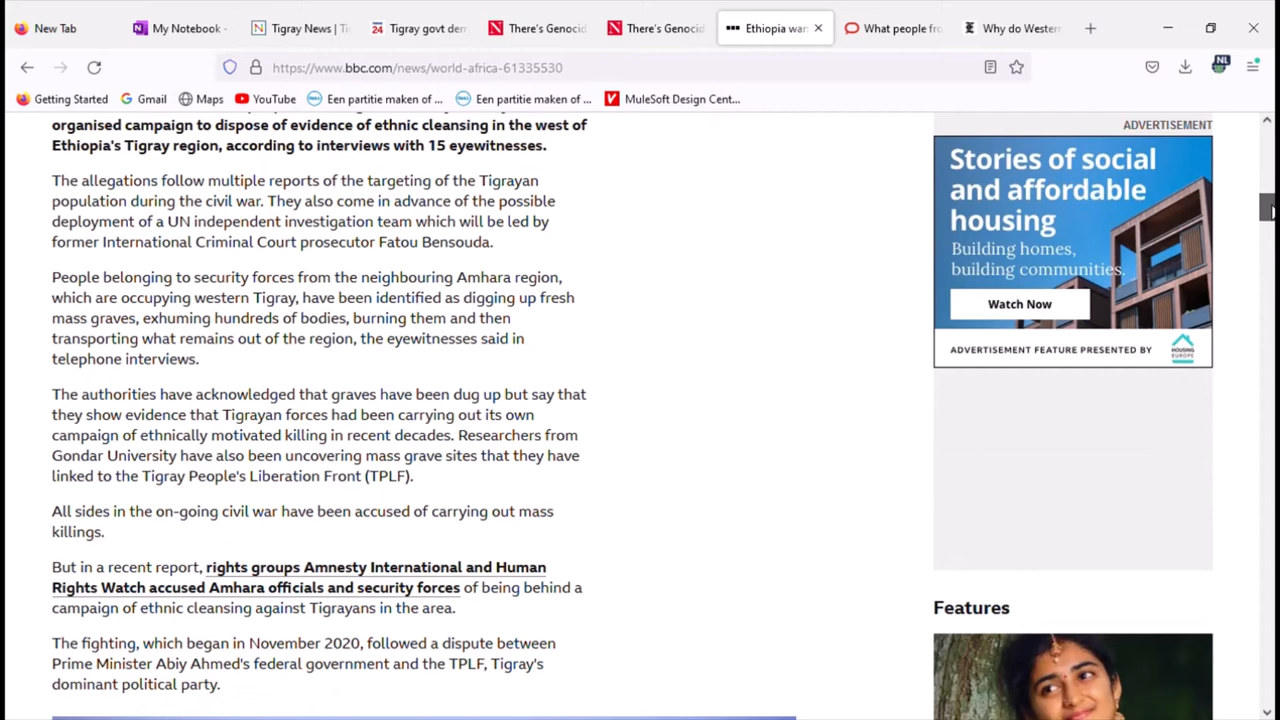 New Tab
My Notebook -
Tigray News | Ti
24 Tigray govt dem
There's Genocid
There's Genocid
Ethiopia war
What people fro
Why do Western
https://www.bbc.com/news/world-africa-61335530
NL
Getting Started
Gmail
Maps
YouTube
Een partitie maken of ...
Een partitie maken of ...
MuleSoft Design Cent...
organised campaign to dispose of evidence of ethnic cleansing in the west of
Ethiopia's Tigray region, according to interviews with 15 eyewitnesses.
The allegations follow multiple reports of the targeting of the Tigrayan
population during the civil war. They also come in advance of the possible
deployment of a UN independent investigation team which will be led by
former International Criminal Court prosecutor Fatou Bensouda.
People belonging to security forces from the neighbouring Amhara region,
which are occupying western Tigray, have been identified as digging up fresh
mass graves, exhuming hundreds of bodies, burning them and then
transporting what remains out of the region, the eyewitnesses said in
telephone interviews.
The authorities have acknowledged that graves have been dug up but say that
they show evidence that Tigrayan forces had been carrying out its own
campaign of ethnically motivated killing in recent decades. Researchers from
Gondar University have also been uncovering mass grave sites that they have
linked to the Tigray People's Liberation Front (TPLF).
All sides in the on-going civil war have been accused of carrying out mass
killings.
But in a recent report, rights groups Amnesty International and Human
Rights Watch accused Amhara officials and security forces of being behind a
campaign of ethnic cleansing against Tigrayans in the area.
The fighting, which began in November 2020, followed a dispute between
Prime Minister Abiy Ahmed's federal government and the TPLF, Tigray's
dominant political party.
ADVERTISEMENT
Stories of social
and affordable
housing
Building homes,
building communities.
Watch Now
ADVERTISEMENT FEATURE PRESENTED BY
HOUSING
EUROPE
Features